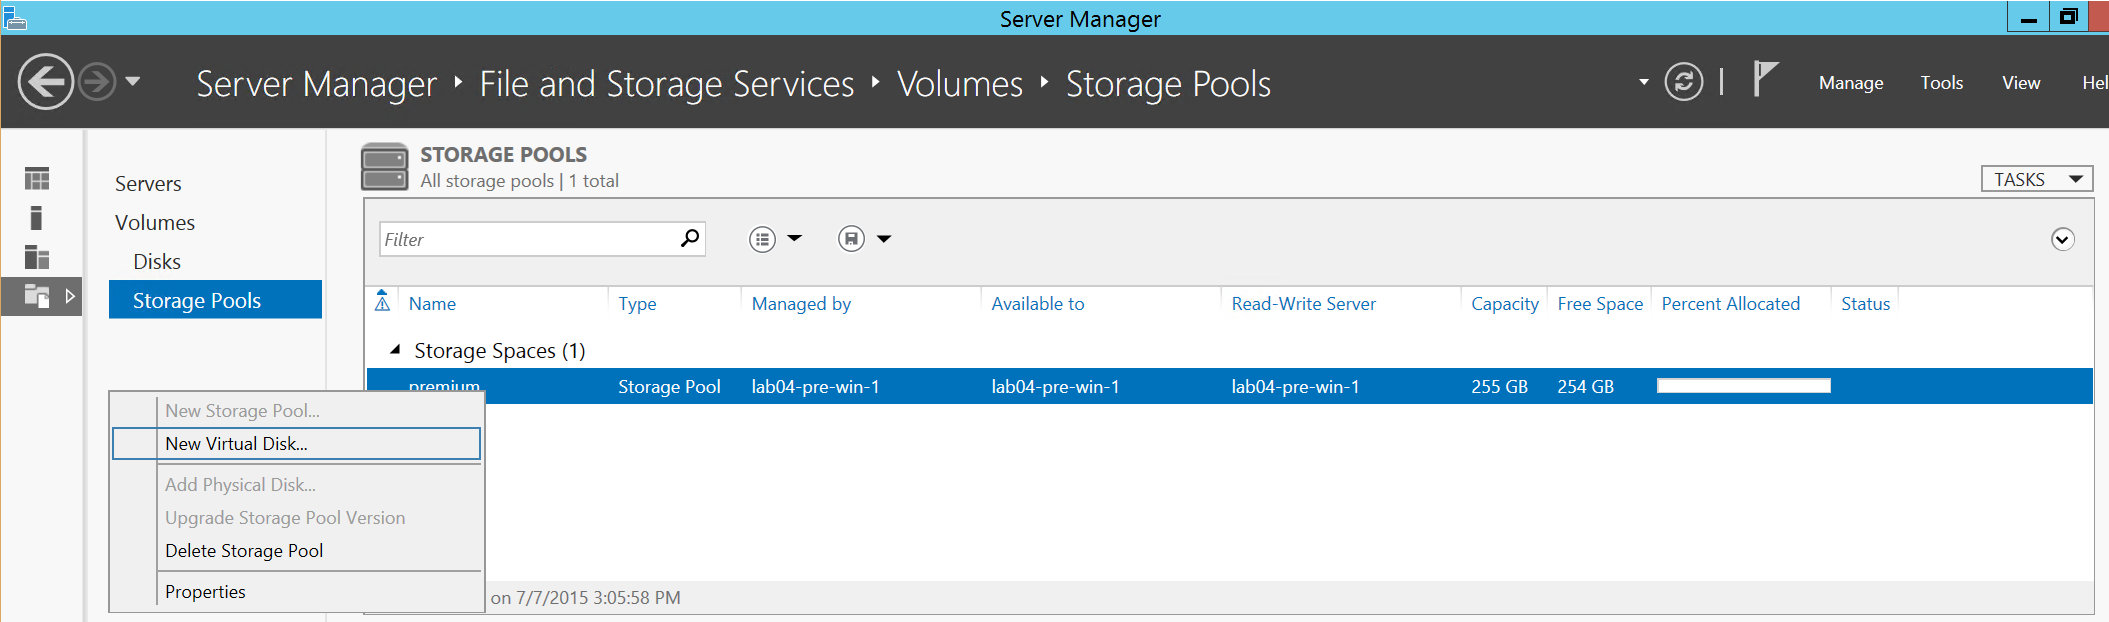 Server Manager
Server Manager ‣ File and Storage Services ‣ Volumes ‣ Storage Pools
Manage Tools View Hel
Servers
Volumes
Disks
Storage Pools
STORAGE POOLS
All storage pools | 1 total
TASKS
Filter
Name Type Managed by Available to Read-Write Server Capacity Free Space Percent Allocated Status
Storage Spaces (1)
premium Storage Pool lab04-pre-win-1 lab04-pre-win-1 lab04-pre-win-1 255 GB 254 GB
New Storage Pool...
New Virtual Disk...
Add Physical Disk...
Upgrade Storage Pool Version
Delete Storage Pool
Properties
on 7/7/2015 3:05:58 PM